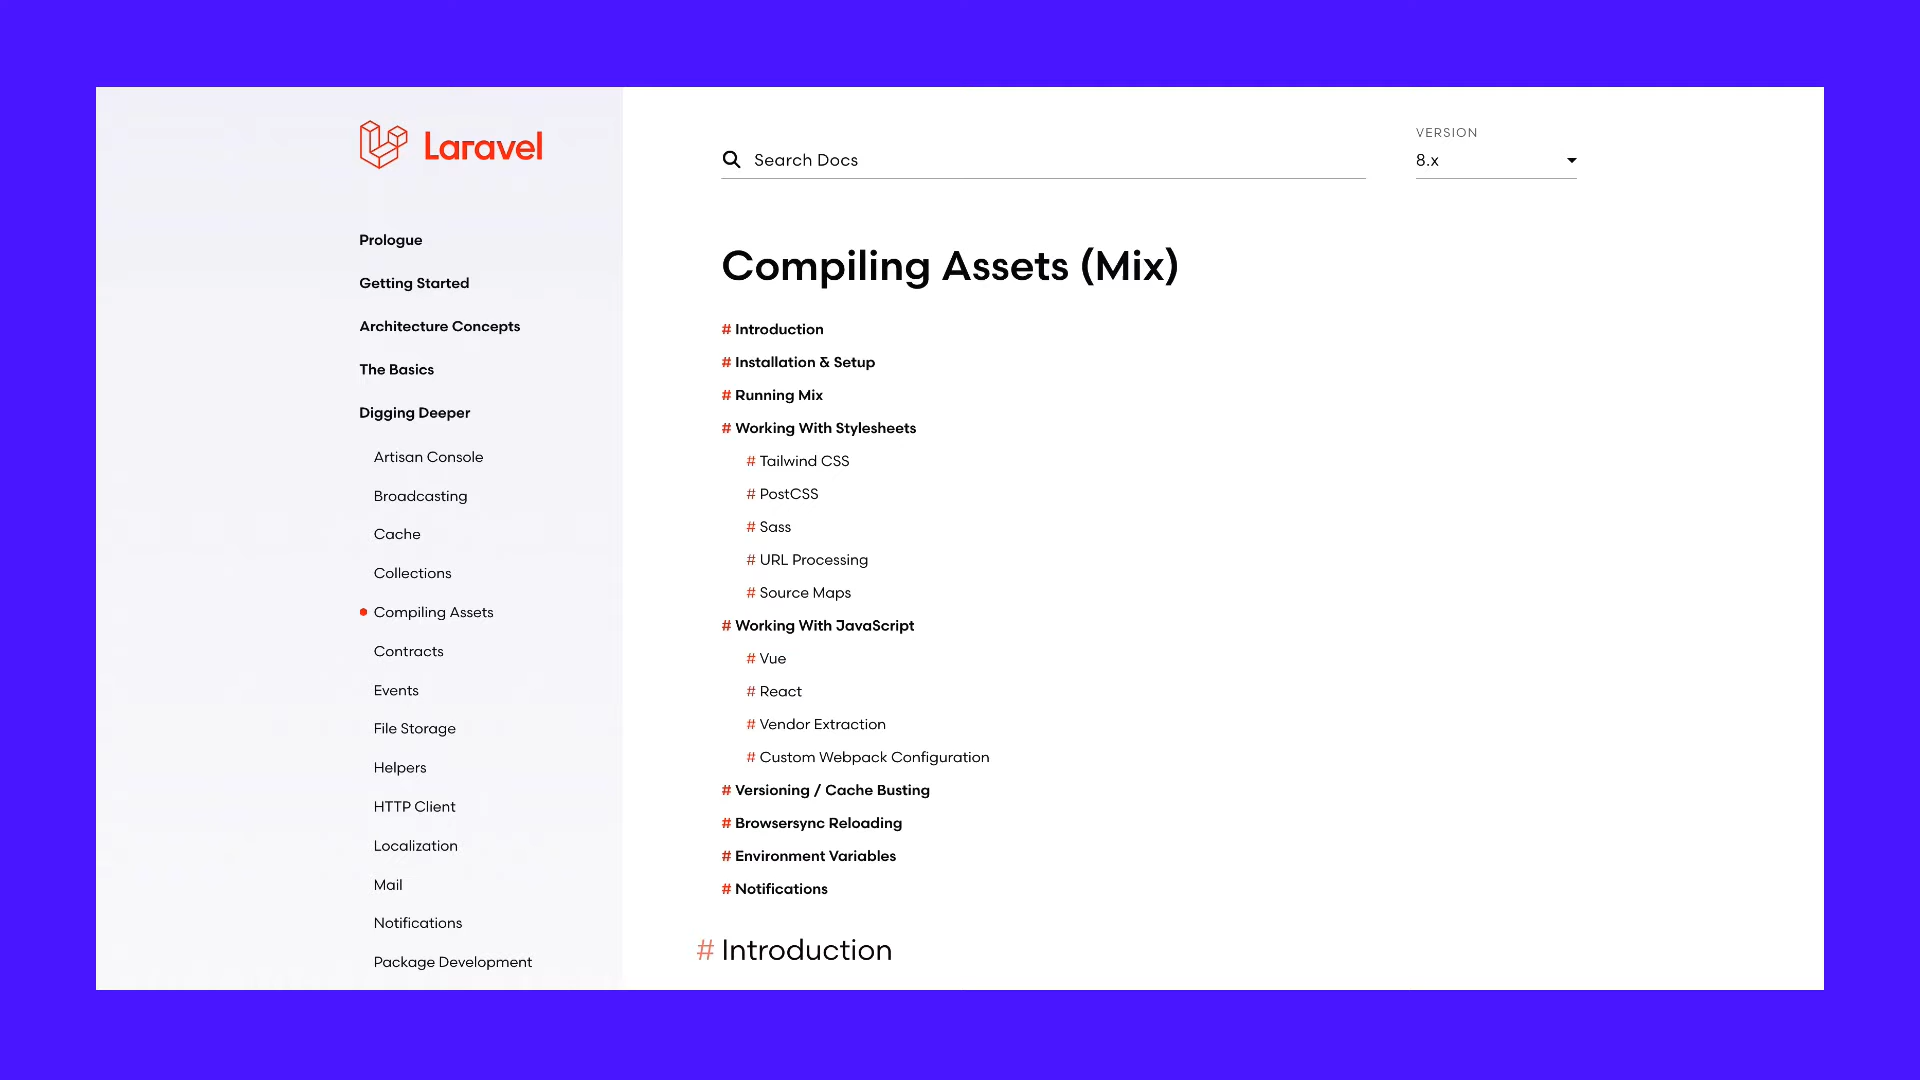 Laravel
Prologue
Getting Started
Architecture Concepts
The Basics
Digging Deeper
Artisan Console
Broadcasting
Cache
Collections
Compiling Assets
Contracts
Events
File Storage
Helpers
HTTP Client
Localization
Mail
Notifications
Package Development
Search Docs
VERSION
8.x
Compiling Assets (Mix)
# Introduction
# Installation & Setup
# Running Mix
# Working With Stylesheets
# Tailwind CSS
# PostCSS
# Sass
# URL Processing
# Source Maps
# Working With JavaScript
# Vue
# React
# Vendor Extraction
# Custom Webpack Configuration
# Versioning / Cache Busting
# Browsersync Reloading
# Environment Variables
# Notifications
# Introduction